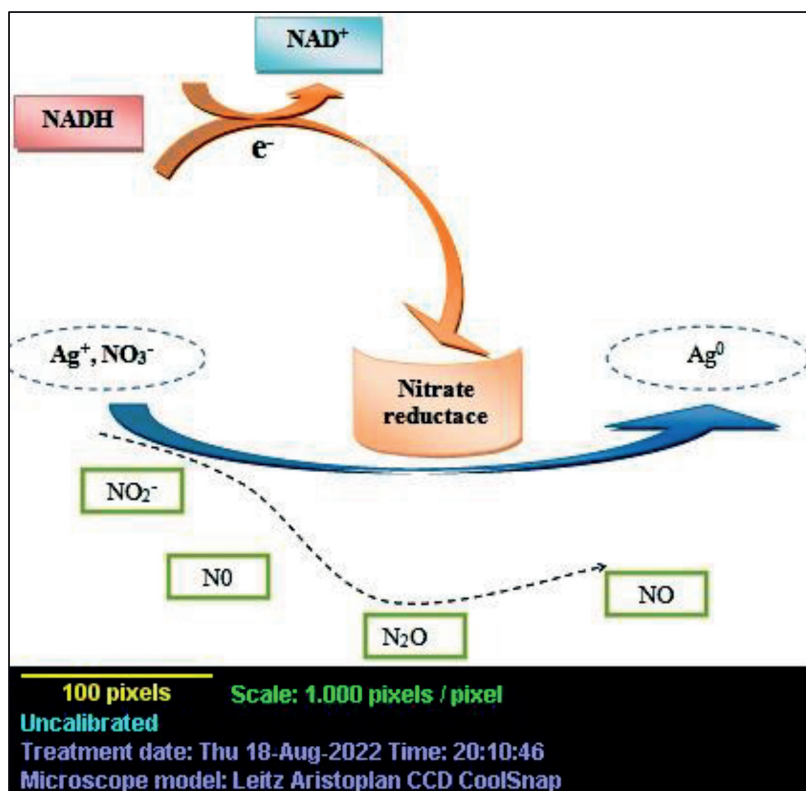 NAD⁺
NADH
e⁻
Ag⁺, NO₃⁻
Ag⁰
Nitrate
reductace
NO₂⁻
N0
NO
N₂O
100 pixels Scale: 1.000 pixels / pixel
Uncalibrated
Treatment date: Thu 18-Aug-2022 Time: 20:10:46
Microscope model: Leitz Aristoplan CCD CoolSnap